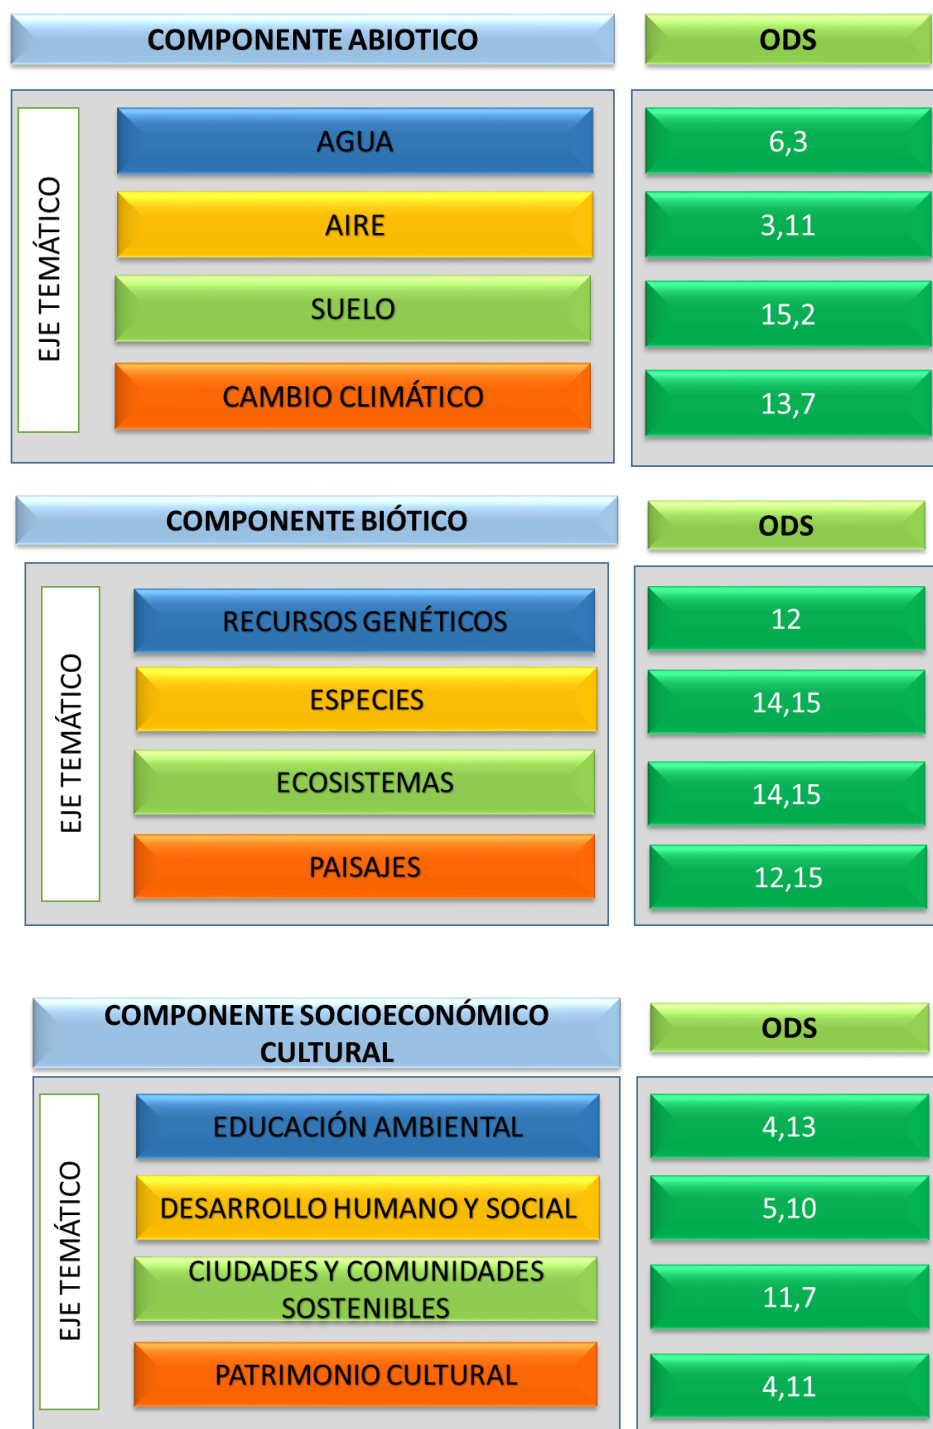 COMPONENTE ABIOTICO
ODS
EJE TEMÁTICO
AGUA
6,3
AIRE
3,11
SUELO
15,2
CAMBIO CLIMÁTICO
13,7
COMPONENTE BIÓTICO
ODS
EJE TEMÁTICO
RECURSOS GENÉTICOS
12
ESPECIES
14,15
ECOSISTEMAS
14,15
PAISAJES
12,15
COMPONENTE SOCIOECONÓMICO
CULTURAL
ODS
EJE TEMÁTICO
EDUCACIÓN AMBIENTAL
4,13
DESARROLLO HUMANO Y SOCIAL
5,10
CIUDADES Y COMUNIDADES
SOSTENIBLES
11,7
PATRIMONIO CULTURAL
4,11